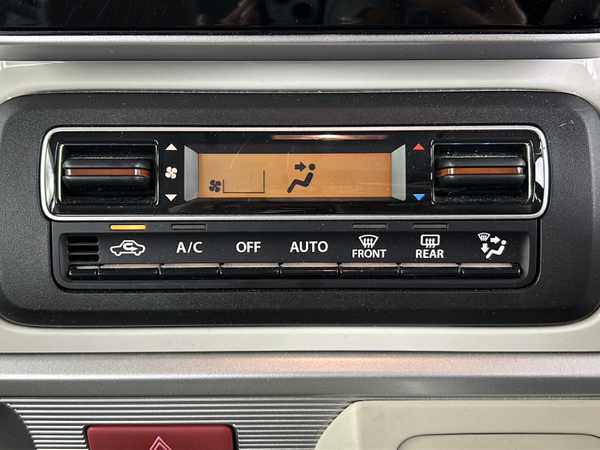 A/C
OFF
AUTO
FRONT
REAR